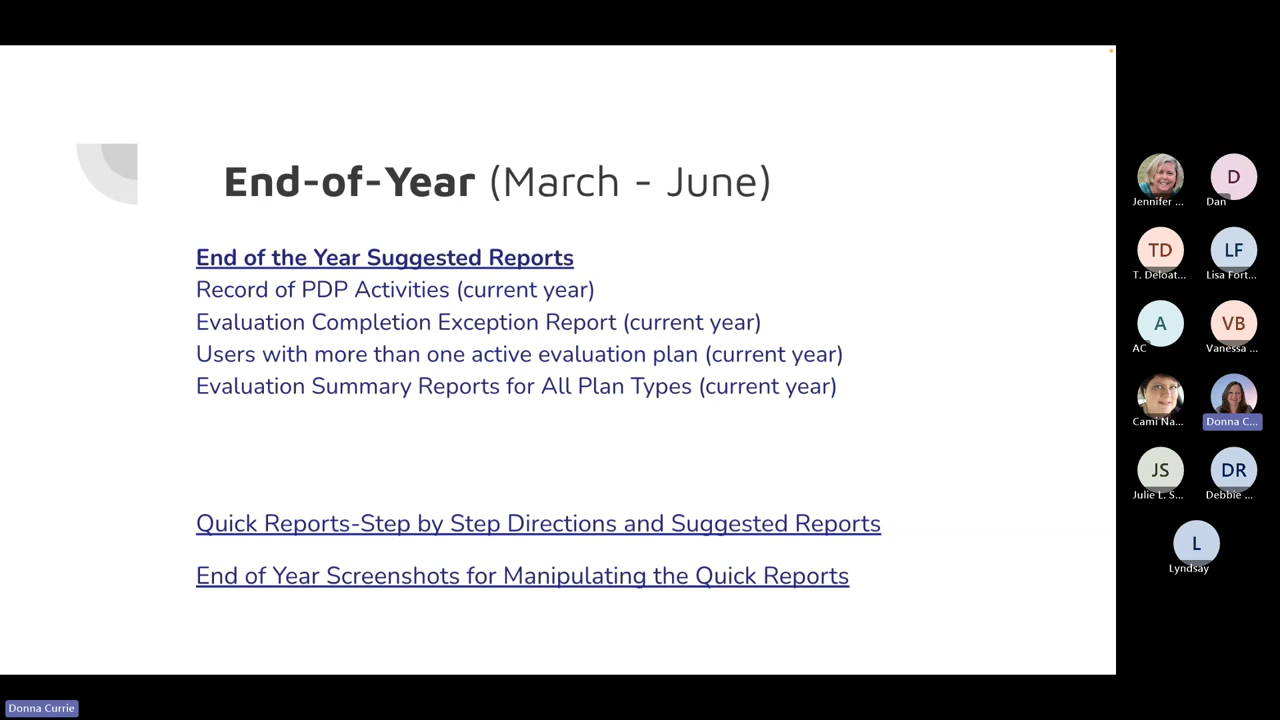 End-of-Year (March - June)
End of the Year Suggested Reports
Record of PDP Activities (current year)
Evaluation Completion Exception Report (current year)
Users with more than one active evaluation plan (current year)
Evaluation Summary Reports for All Plan Types (current year)
Quick Reports-Step by Step Directions and Suggested Reports
End of Year Screenshots for Manipulating the Quick Reports
Jennifer ...
D
Dan
TD
T. Deloat...
LF
Lisa Fort...
A
AC
VB
Vanessa ...
Cami Na...
Donna C...
JS
Julie L. S...
DR
Debbie ...
L
Lyndsay
Donna Currie